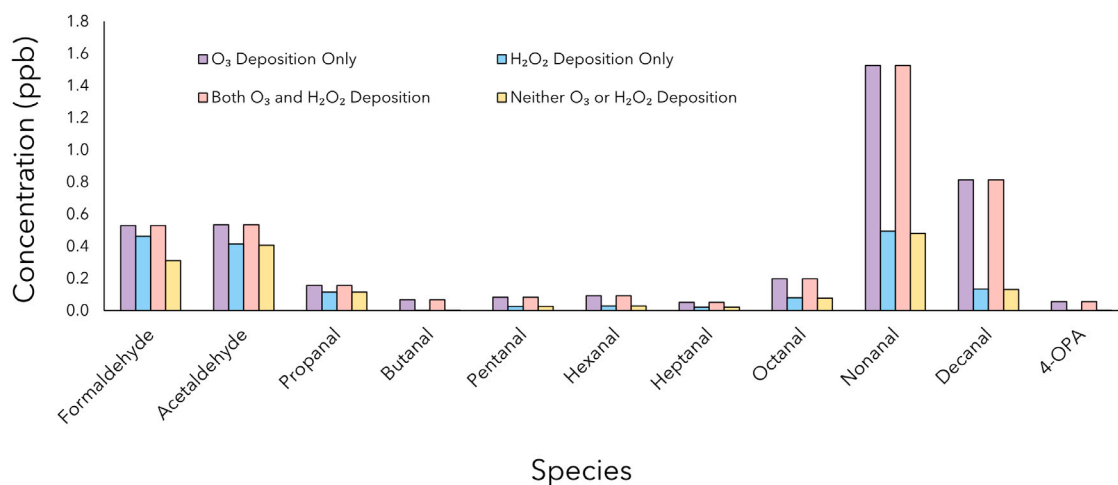 Concentration (ppb)
1.8
1.6
1.4
1.2
1.0
0.8
0.6
0.4
0.2
0.0
O₃ Deposition Only
H₂O₂ Deposition Only
Both O₃ and H₂O₂ Deposition
Neither O₃ or H₂O₂ Deposition
Formaldehyde
Acetaldehyde
Propanal
Butanal
Pentanal
Hexanal
Heptanal
Octanal
Nonanal
Decanal
4-OPA
Species